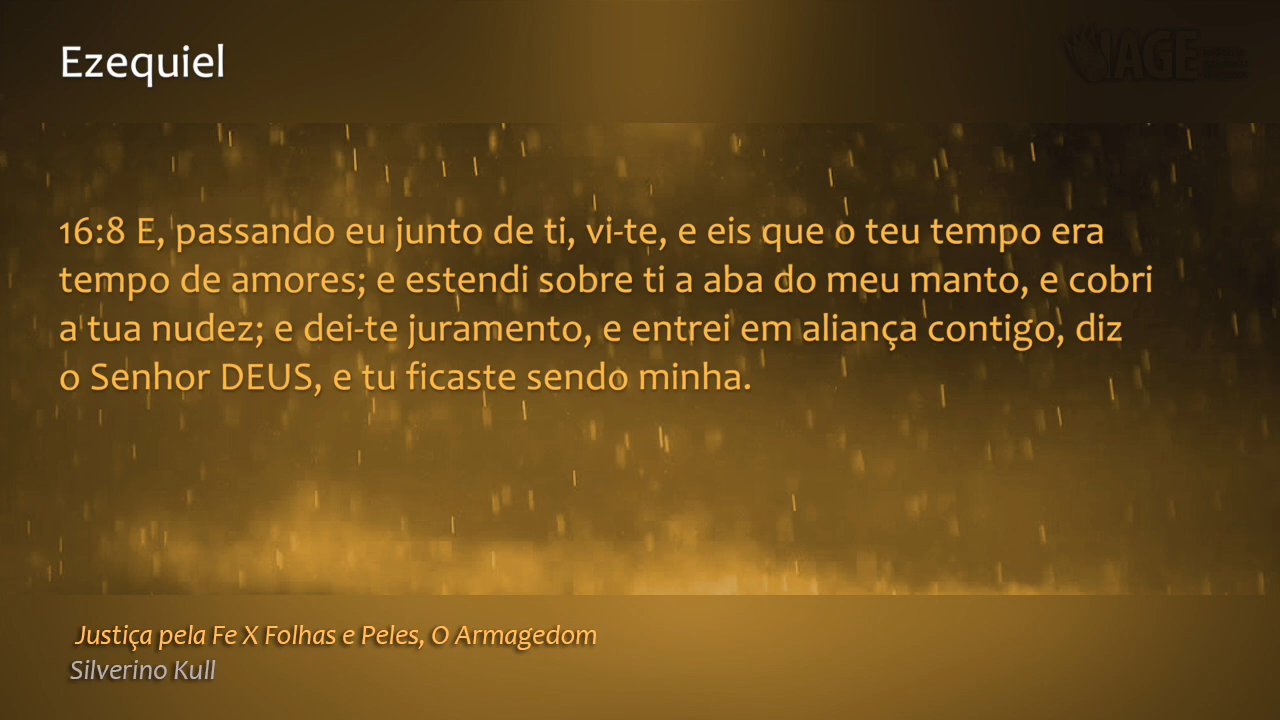 Ezequiel
IAGE
16:8 E, passando eu junto de ti, vi-te, e eis que o teu tempo era
tempo de amores; e estendi sobre ti a aba do meu manto, e cobri
a tua nudez; e dei-te juramento, e entrei em aliança contigo, diz
o Senhor DEUS, e tu ficaste sendo minha.
Justiça pela Fe X Folhas e Peles, O Armagedom
Silverino Kull